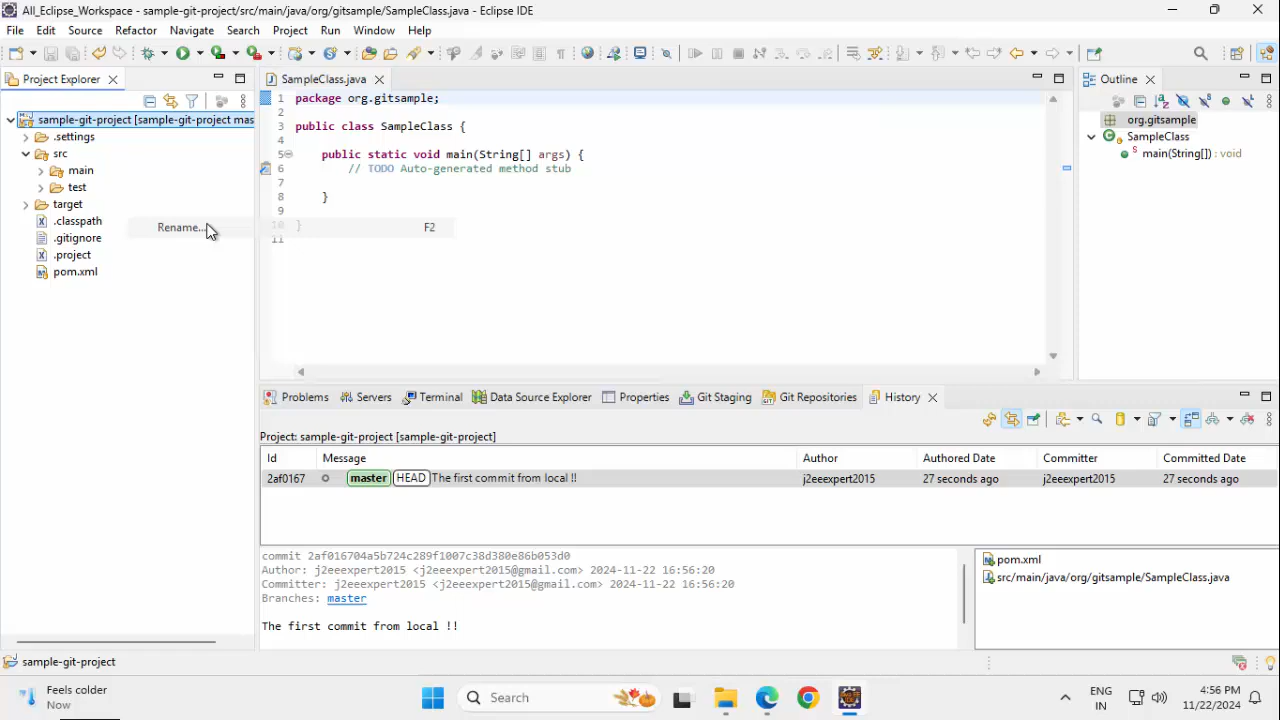 All_Eclipse_Workspace - sample-git-project/src/main/java/org/gitsample/SampleClass.java - Eclipse IDE
File Edit Source Refactor Navigate Search Project Run Window Help
Project Explorer
SampleClass.java
Outline
sample-git-project [sample-git-project mas
.settings
src
main
test
target
.classpath
.gitignore
.project
pom.xml
Rename... F2
1 package org.gitsample;
2
3 public class SampleClass {
4
5 public static void main(String[] args) {
6 // TODO Auto-generated method stub
7
8 }
9
10 }
11
org.gitsample
SampleClass
main(String[]) : void
Problems Servers Terminal Data Source Explorer Properties Git Staging Git Repositories History
Project: sample-git-project [sample-git-project]
Id Message Author Authored Date Committer Committed Date
2af0167 master HEAD The first commit from local !! j2eeexpert2015 27 seconds ago j2eeexpert2015 27 seconds ago
commit 2af016704a5b724c289f1007c38d380e86b053d0
Author: j2eeexpert2015 <j2eeexpert2015@gmail.com> 2024-11-22 16:56:20
Committer: j2eeexpert2015 <j2eeexpert2015@gmail.com> 2024-11-22 16:56:20
Branches: master
The first commit from local !!
pom.xml
src/main/java/org/gitsample/SampleClass.java
sample-git-project
Feels colder
Now
Search
ENG
IN
4:56 PM
11/22/2024